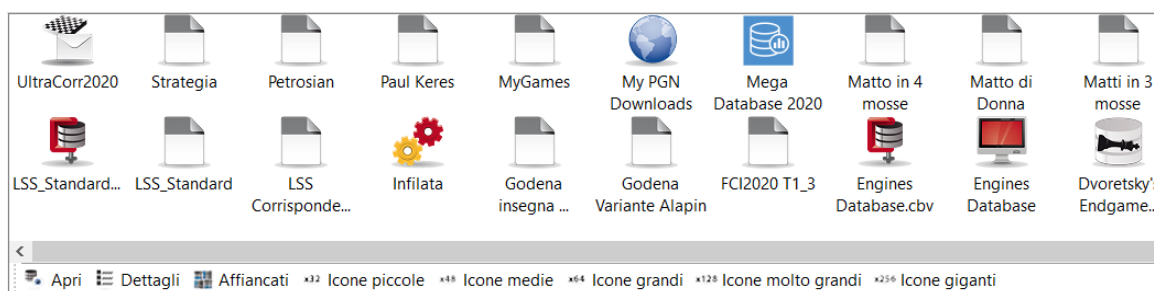 UltraCorr2020 Strategia Petrosian Paul Keres MyGames My PGN Mega Matto in 4 Matto di Matti in 3
Downloads Database 2020 mosse Donna mosse
LSS_Standard... LSS_Standard LSS Infilata Godena Godena FCI2020 T1_3 Engines Engines Dvoretsky's
Corrisponde... insegna ... Variante Alapin Database.cbv Database Endgame...
Apri Dettagli Affiancati x32 Icone piccole x48 Icone medie x64 Icone grandi x128 Icone molto grandi x256 Icone giganti